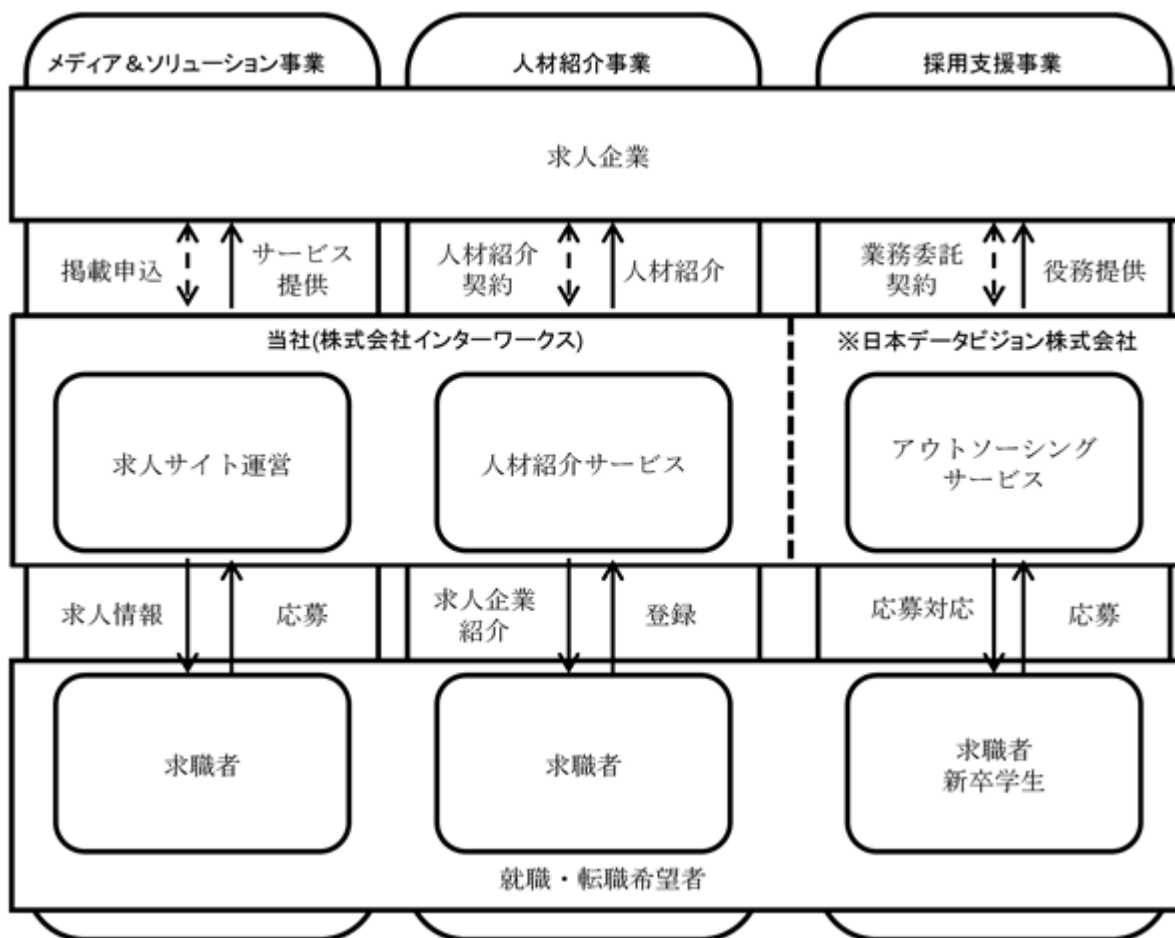 メディア＆ソリューション事業
人材紹介事業
採用支援事業
求人企業
掲載申込
サービス
提供
人材紹介
契約
人材紹介
業務委託
契約
役務提供
当社(株式会社インターワークス)
※日本データビジョン株式会社
求人サイト運営
人材紹介サービス
アウトソーシング
サービス
求人情報
応募
求人企業
紹介
登録
応募対応
応募
求職者
求職者
求職者
新卒学生
就職・転職希望者